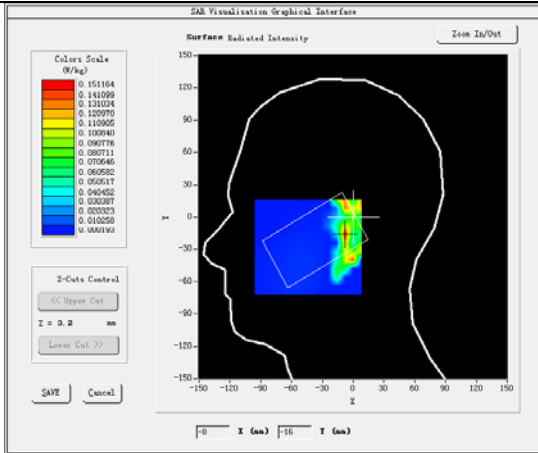 SAR Visualisation Graphical Interface
Surface Radiated Intensity
Zoom In/Out
Colors Scale
(W/kg)
0.151164
0.141099
0.131034
0.120970
0.110905
0.100840
0.090776
0.080711
0.070646
0.060582
0.050517
0.040452
0.030387
0.020323
0.010258
0.000193
Z-Cuts Control
<< Upper Cut
Z = 3.2 mm
Lower Cut >>
SAVE Cancel
150
120
90
60
30
0
-30
-60
-90
-120
-150
Y
-150 -120 -90 -60 -30 0 30 60 90 120 150
X
-8 X (mm) -16 Y (mm)